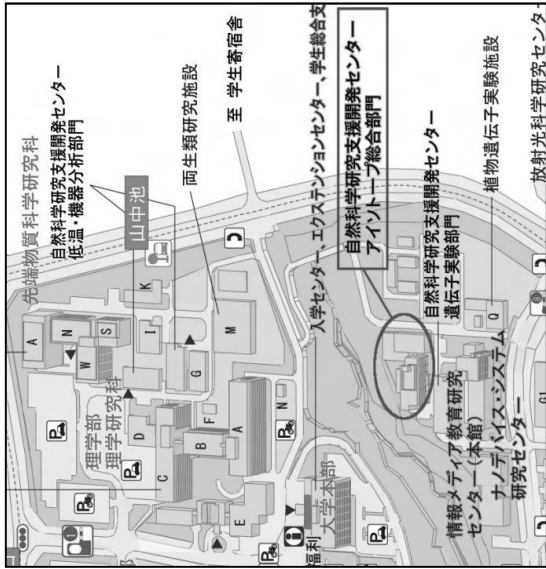 先端物質科学研究科
自然科学研究支援開発センター
低温・機器分析部門
山中池
両生類研究施設
至 学生寄宿舎
入学センター、エクステンションセンター、学生総合支
自然科学研究支援開発センター
アイソトープ総合部門
自然科学研究支援開発センター
遺伝子実験部門
植物遺伝子実験施設
放射光科学研究センタ
A
N
S
W
K
I
G
M
理学部
理学研究科
P
P
D
C
B
F
A
E
N
P
P
P
福利
大学本部
情報メディア教育研究
センター(本館)
ナノデバイス・システム
研究センター
Q
G1
P